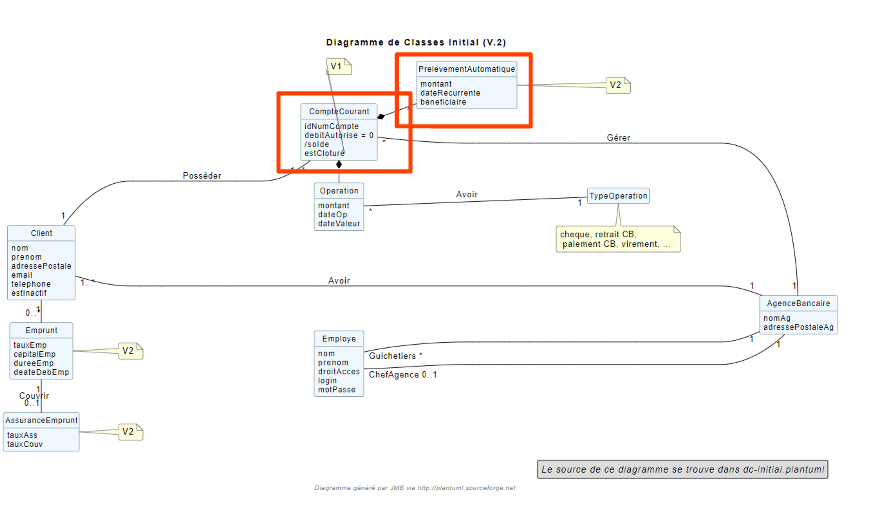 Diagramme de Classes Initial (V.2)
V1
PrelevementAutomatique
montant
dateRecurrente
beneficiaire
V2
CompteCourant
idNumCompte
debitAutorise = 0
/solde
estCloturé
*
Gérer
Posséder
1
1..*
Operation
montant
dateOp
dateValeur
*
Avoir
1
TypeOperation
cheque, retrait CB,
paiement CB, virement, ...
Client
nom
prenom
adressePostale
email
telephone
estInactif
1..*
Avoir
1
1
AgenceBancaire
nomAg
adressePostaleAg
1
1
1
0..*
Emprunt
tauxEmp
capitalEmp
dureeEmp
deateDebEmp
V2
Employe
nom
prenom
droitAcces
login
motPasse
Guichetiers *
ChefAgence 0..1
1
Couvrir
0..1
AssuranceEmprunt
tauxAss
tauxCouv
V2
Le source de ce diagramme se trouve dans dc-initial.plantuml
Diagramme généré par JMB via http://plantuml.sourceforge.net.